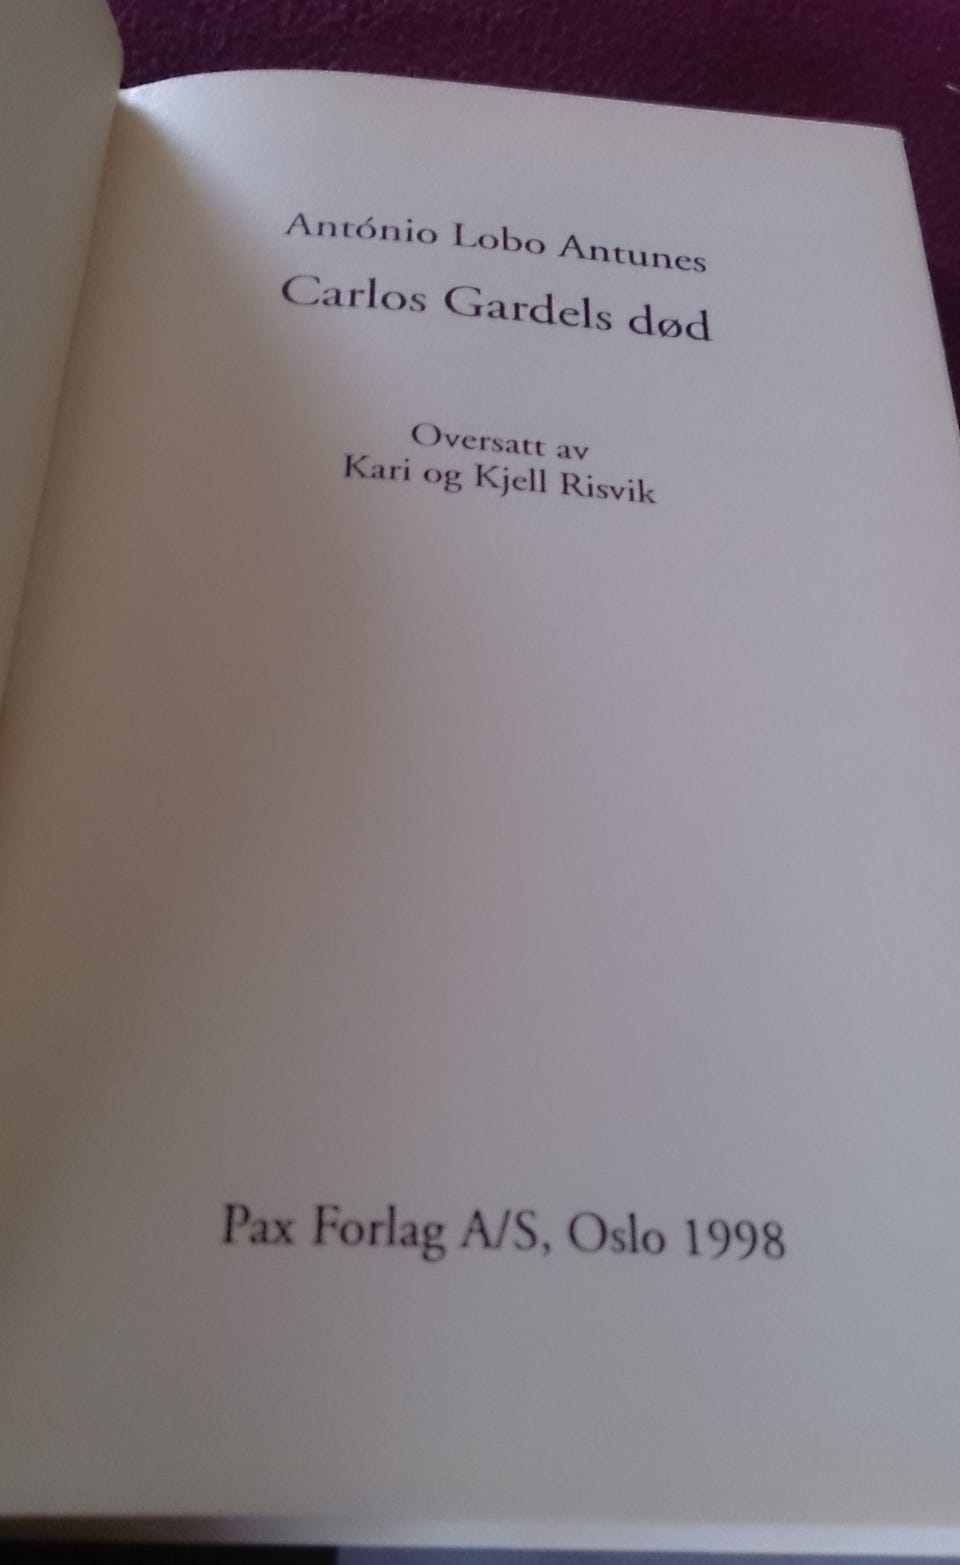 António Lobo Antunes
Carlos Gardels død
Oversatt av
Kari og Kjell Risvik
Pax Forlag A/S, Oslo 1998